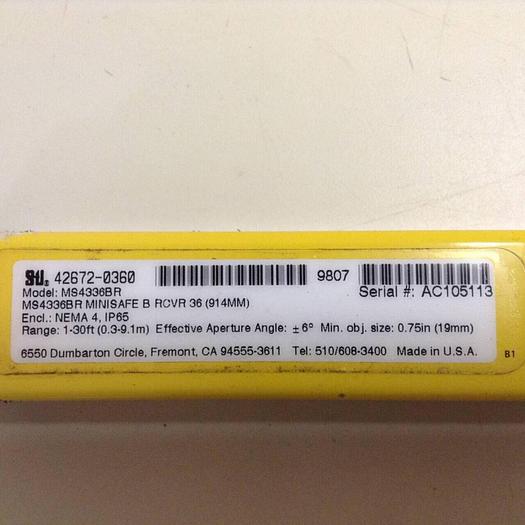 STI® 42672-0360 9807
Model: MS4336BR Serial #: AC105113
MS4336BR MINISAFE B RCVR 36 (914MM)
Encl.: NEMA 4, IP65
Range: 1-30ft (0.3-9.1m) Effective Aperture Angle: ±6° Min. obj. size: 0.75in (19mm)
6550 Dumbarton Circle, Fremont, CA 94555-3611 Tel: 510/608-3400 Made in U.S.A.
B1